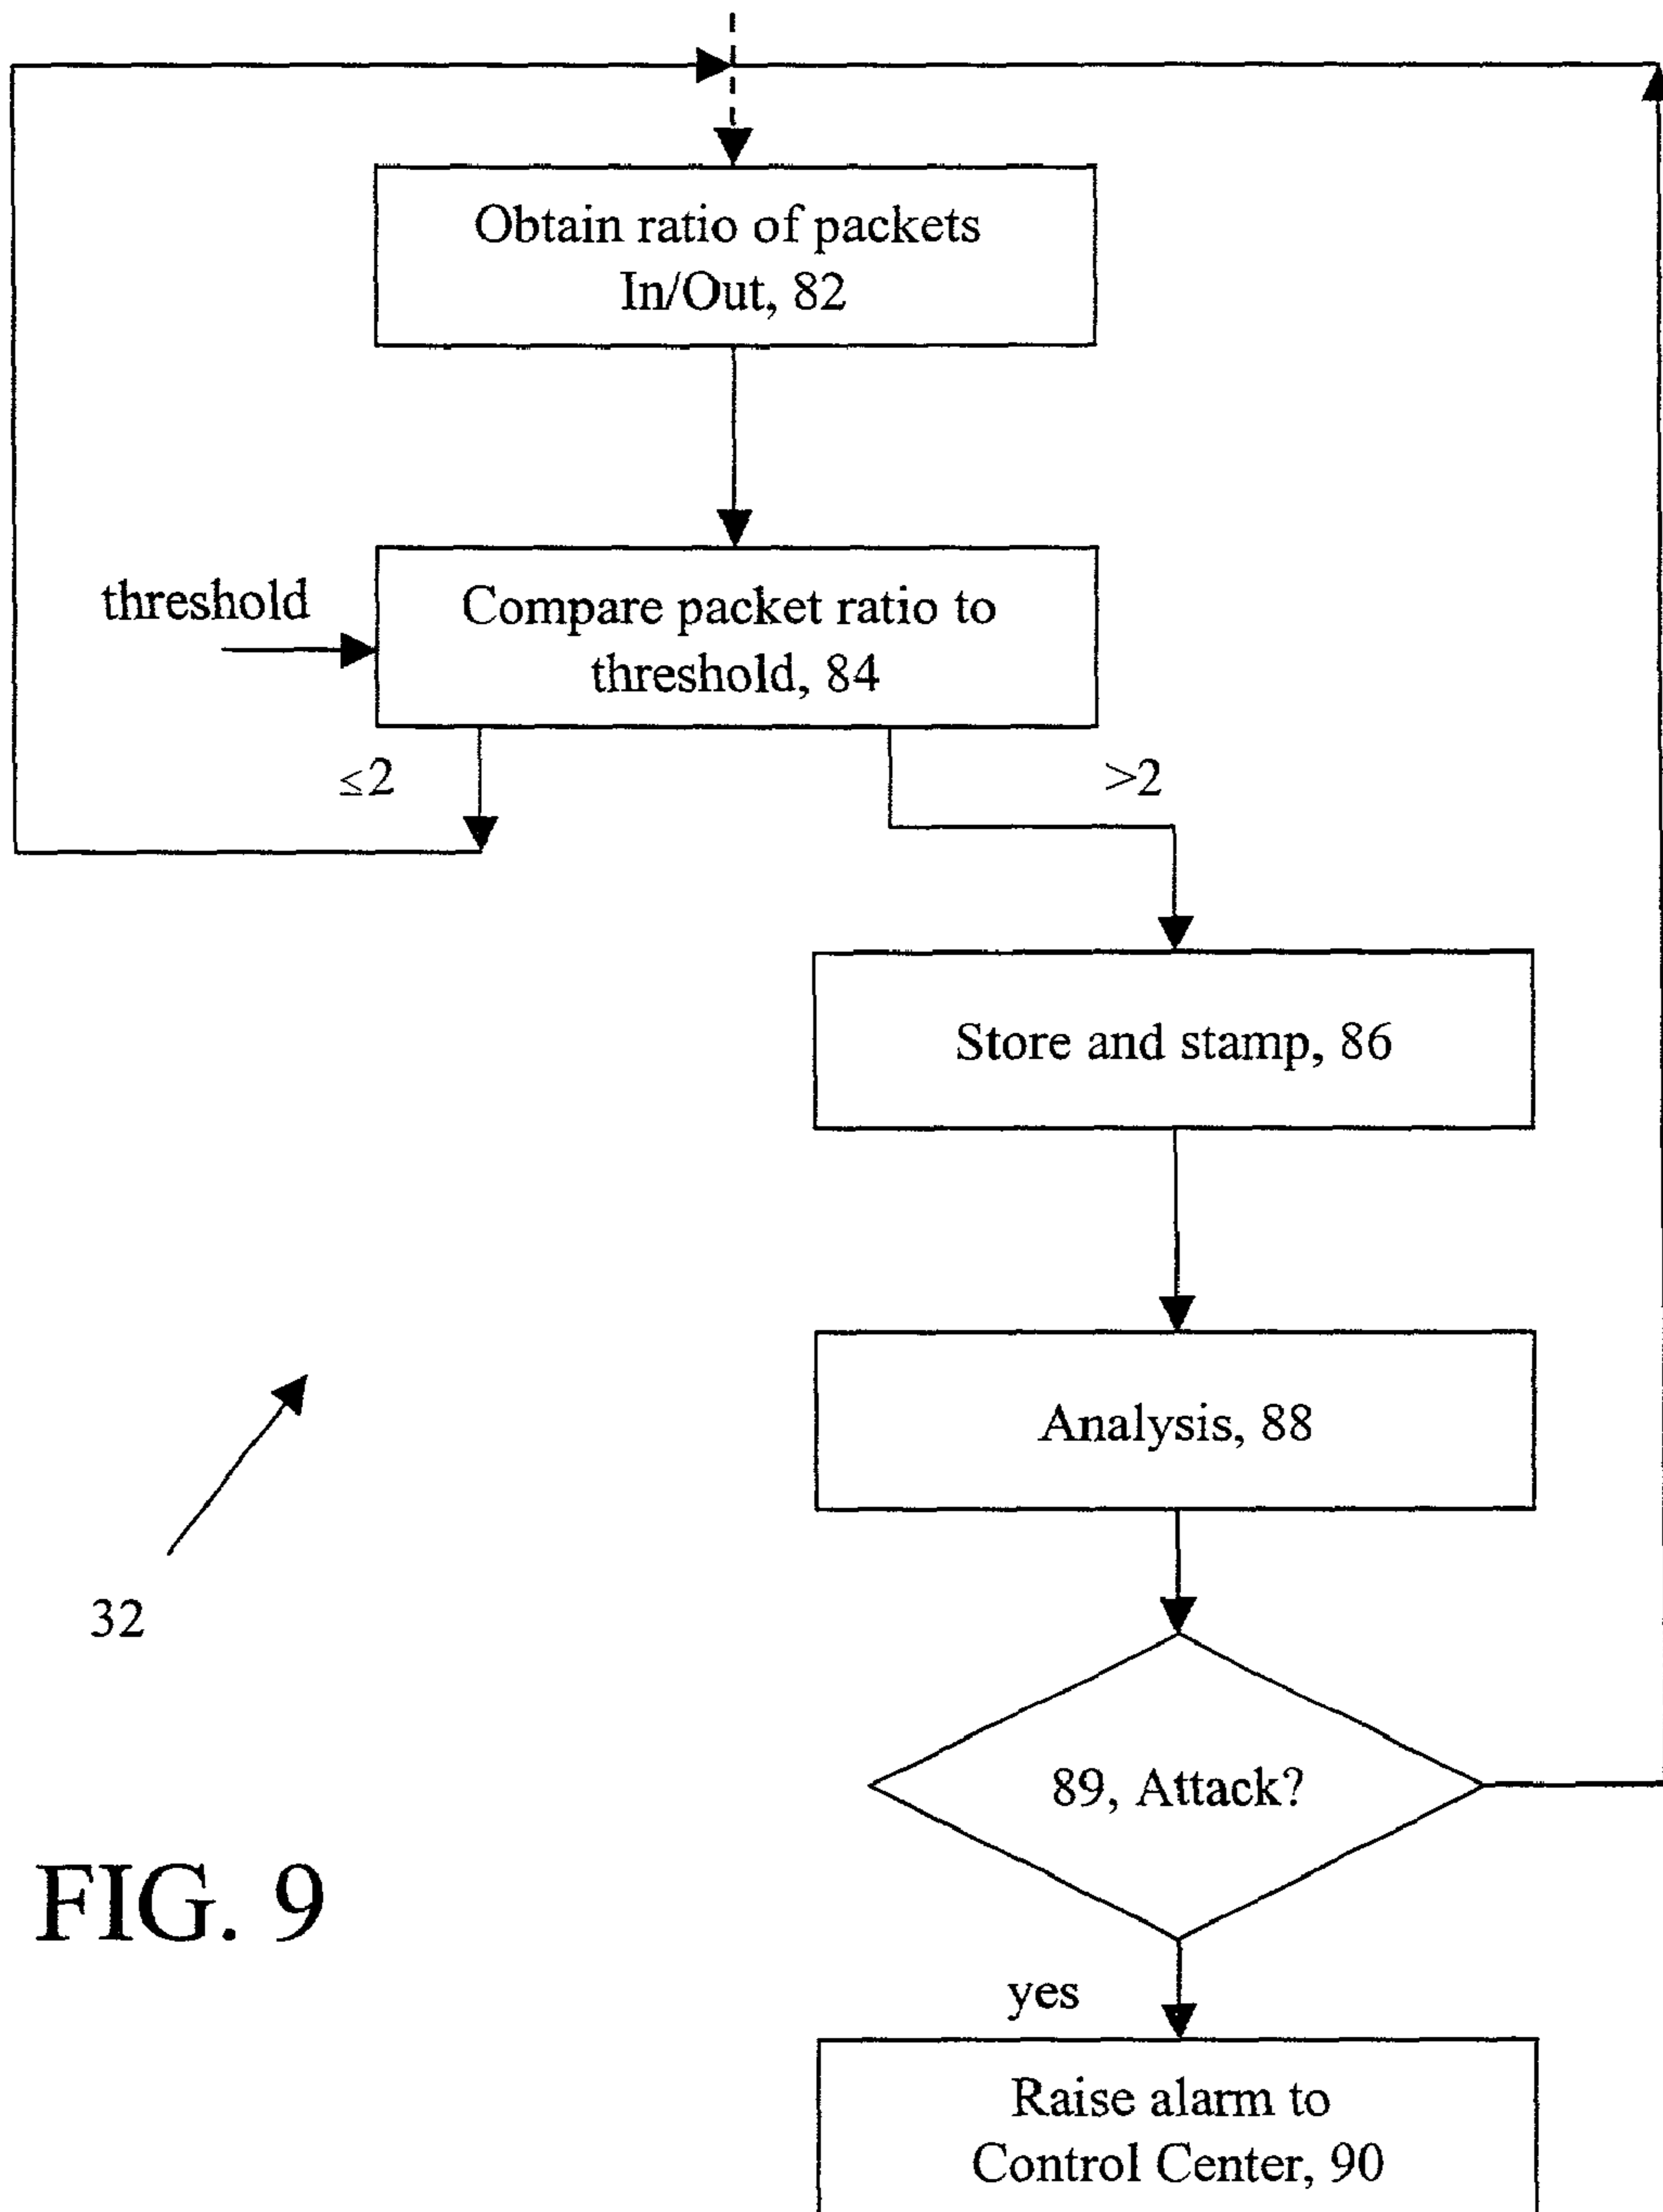 Obtain ratio of packets
In/Out, 82
threshold
Compare packet ratio to
threshold, 84
≤2
>2
Store and stamp, 86
Analysis, 88
32
89, Attack?
FIG. 9
yes
Raise alarm to
Control Center, 90